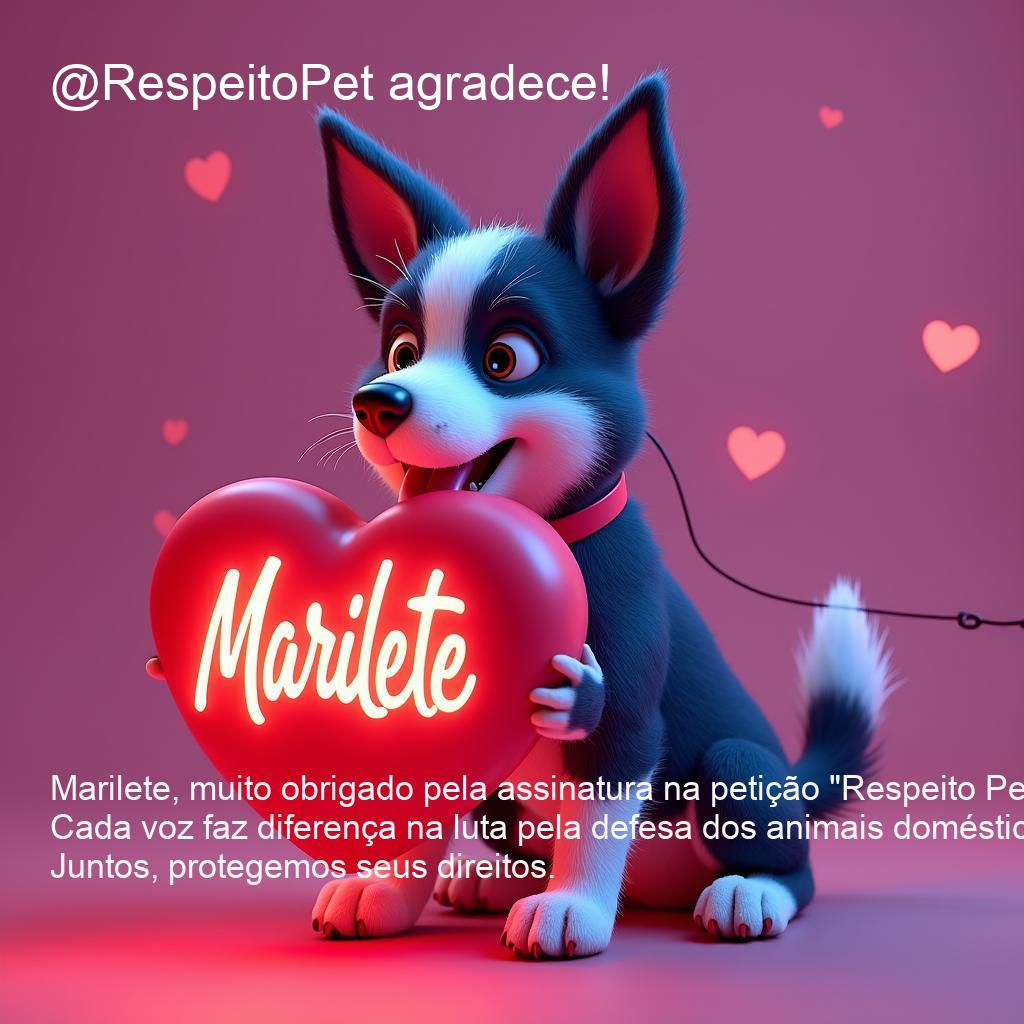 @RespeitoPet agradece!
Marilete
Marilete, muito obrigado pela assinatura na petição "Respeito Pe
Cada voz faz diferença na luta pela defesa dos animais doméstic
Juntos, protegemos seus direitos.